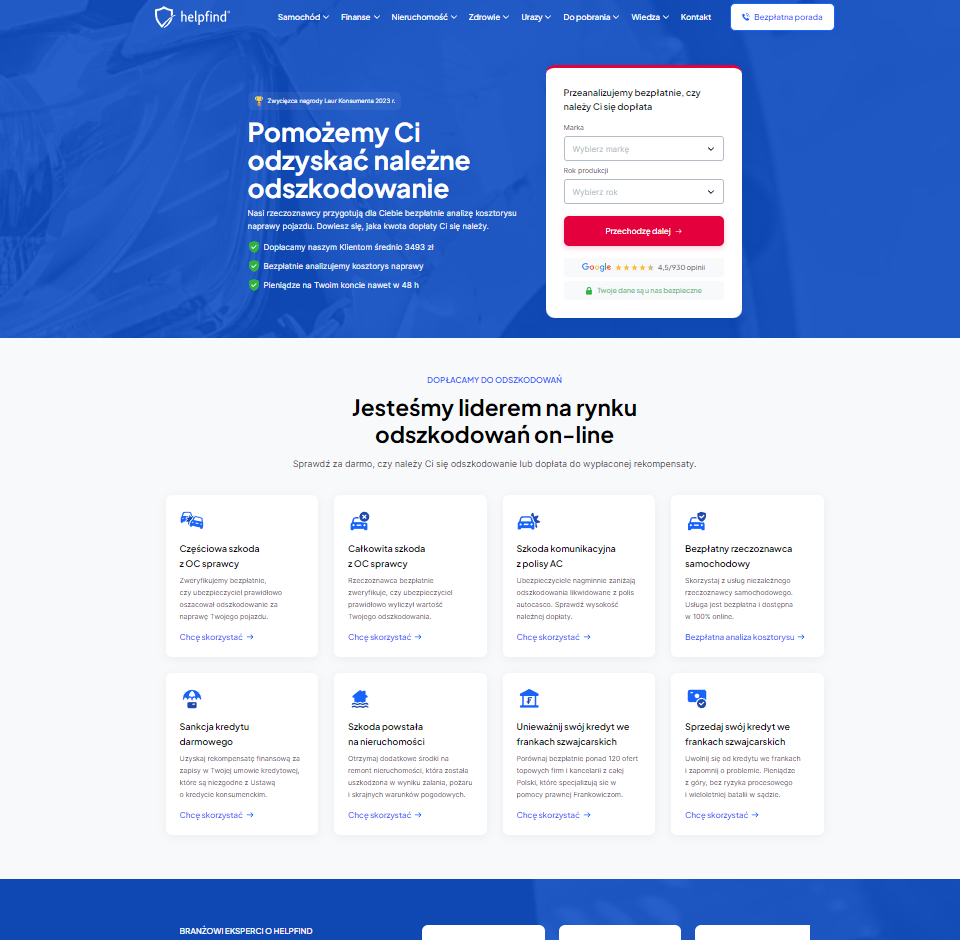 helpfind
Samochód Finanse Nieruchomość Zdrowie Urazy Do pobrania Wiedza Kontakt Bezpłatna porada
Zwycięzca nagrody Laur Konsumenta 2023 r.
Pomożemy Ci
odzyskać należne
odszkodowanie
Nasi rzeczoznawcy przygotują dla Ciebie bezpłatnie analizę kosztorysu
naprawy pojazdu. Dowiesz się, jaka kwota dopłaty Ci się należy.
Dopłacamy naszym Klientom średnio 3493 zł
Bezpłatnie analizujemy kosztorys naprawy
Pieniądze na Twoim koncie nawet w 48 h
Przeanalizujemy bezpłatnie, czy
należy Ci się dopłata
Marka
Wybierz markę
Rok produkcji
Wybierz rok
Przechodzę dalej →
Google ★★★★★ 4,5/930 opinii
Twoje dane są u nas bezpieczne
DOPŁACAMY DO ODSZKODOWAŃ
Jesteśmy liderem na rynku
odszkodowań on-line
Sprawdź za darmo, czy należy Ci się odszkodowanie lub dopłata do wypłaconej rekompensaty.
Częściowa szkoda
z OC sprawcy
Zweryfikujemy bezpłatnie,
czy ubezpieczyciel prawidłowo
oszacował odszkodowanie za
naprawę Twojego pojazdu.
Chcę skorzystać →
Całkowita szkoda
z OC sprawcy
Rzeczoznawca bezpłatnie
zweryfikuje, czy ubezpieczyciel
prawidłowo wyliczył wartość
Twojego odszkodowania.
Chcę skorzystać →
Szkoda komunikacyjna
z polisy AC
Ubezpieczyciele nagminnie zaniżają
odszkodowania likwidowane z polis
autocasco. Sprawdź wysokość
należnej dopłaty.
Chcę skorzystać →
Bezpłatny rzeczoznawca
samochodowy
Skorzystaj z usług niezależnego
rzeczoznawcy samochodowego.
Usługa jest bezpłatna i dostępna
w 100% online.
Bezpłatna analiza kosztorysu →
Sankcja kredytu
darmowego
Uzyskaj rekompensatę finansową za
zapisy w Twojej umowie kredytowej,
które są niezgodne z Ustawą
o kredycie konsumenckim.
Chcę skorzystać →
Szkoda powstała
na nieruchomości
Otrzymaj dodatkowe środki na
remont nieruchomości, która została
uszkodzona w wyniku zalania, pożaru
i skrajnych warunków pogodowych.
Chcę skorzystać →
Unieważnij swój kredyt we
frankach szwajcarskich
Porównaj bezpłatnie ponad 120 ofert
topowych firm i kancelarii z całej
Polski, które specjalizują się w
pomocy prawnej Frankowiczom.
Chcę skorzystać →
Sprzedaj swój kredyt we
frankach szwajcarskich
Uwolnij się od kredytu we frankach
i zapomnij o problemie. Pieniądze
z góry, bez ryzyka procesowego
i wieloletniej batalii w sądzie.
Chcę skorzystać →
BRANŻOWI EKSPERCI O HELPFIND